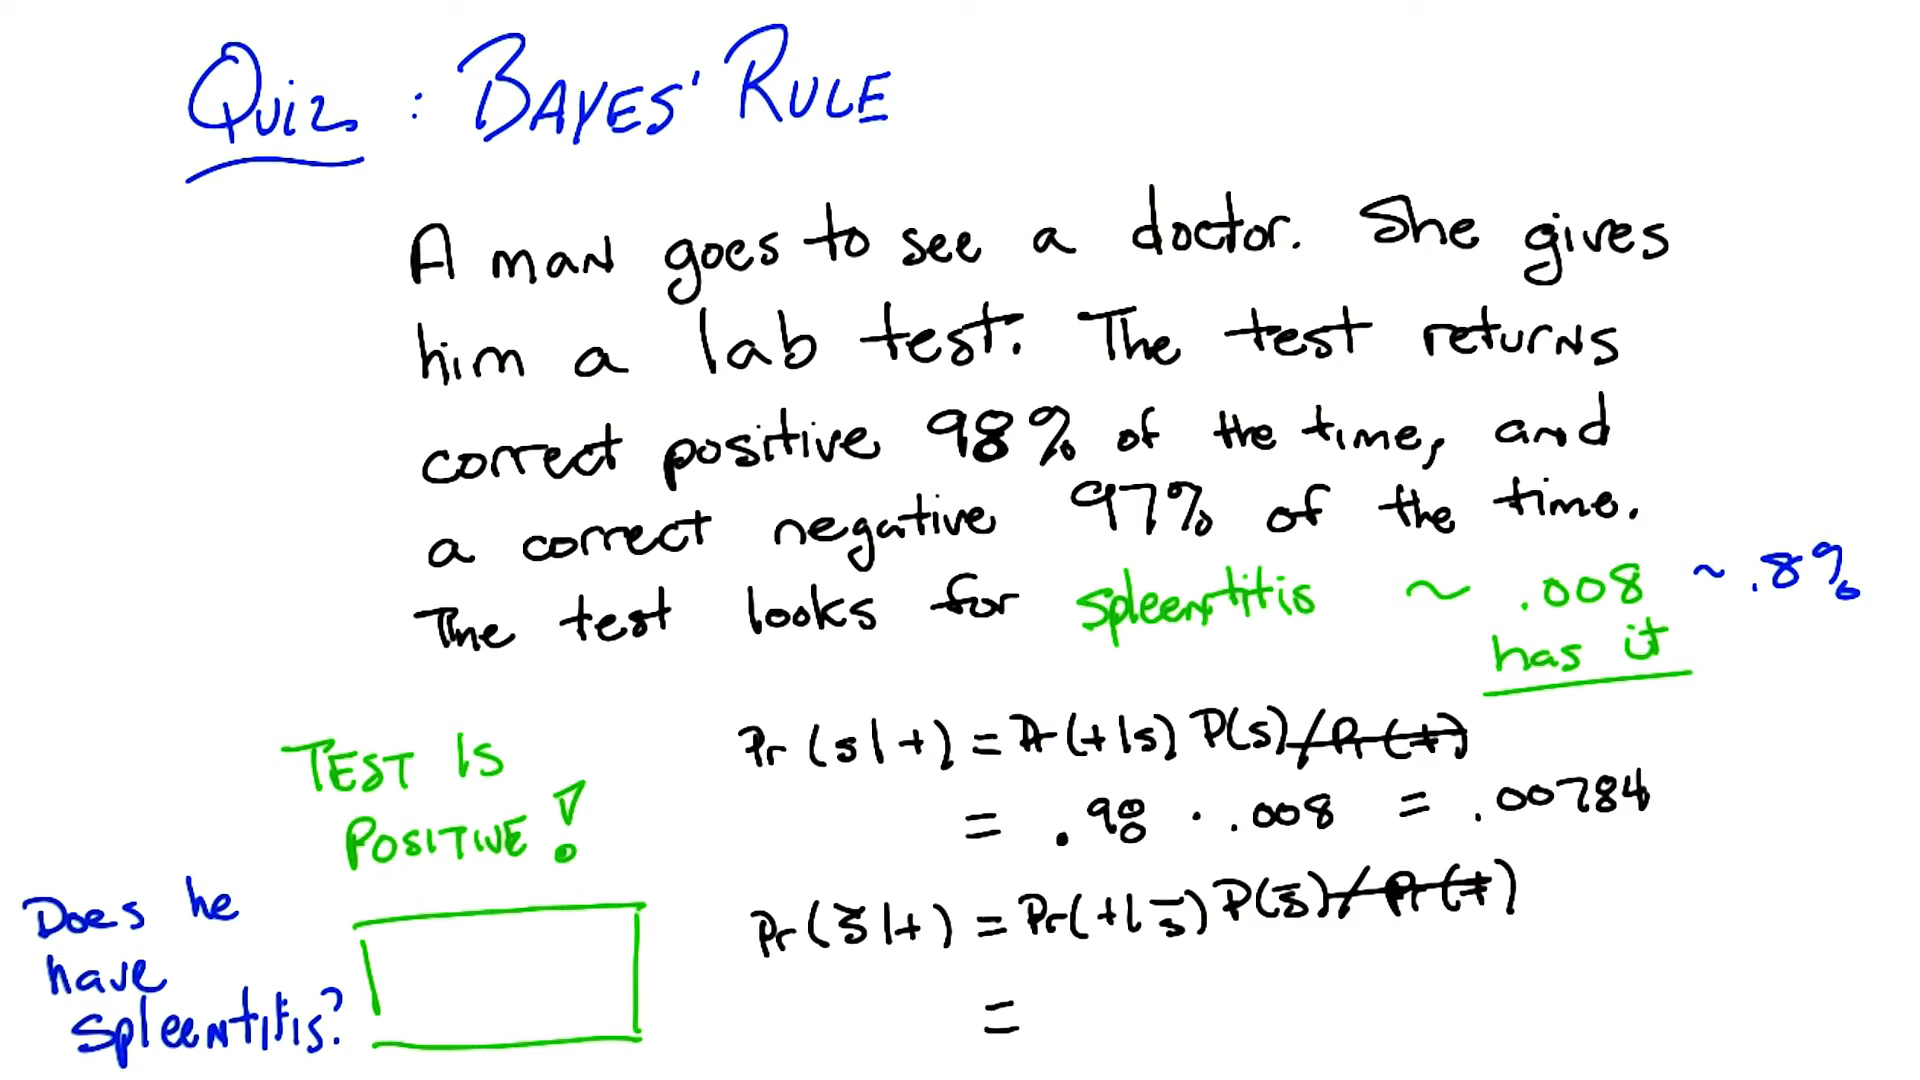 Quiz : BAYES' RULE
A man goes to see a doctor. She gives
him a lab test. The test returns
correct positive 98% of the time, and
a correct negative 97% of the time.
The test looks for spleentitis ~ .008 ~ .8%
has it
TEST IS
POSITIVE!
Pr (s|+) = Pr (+|s) P(s) / Pr (+)
= .98 · .008 = .00784
Pr (s̄|+) = Pr (+|s̄) P(s̄) / Pr (+)
=
Does he
have
spleentitis?